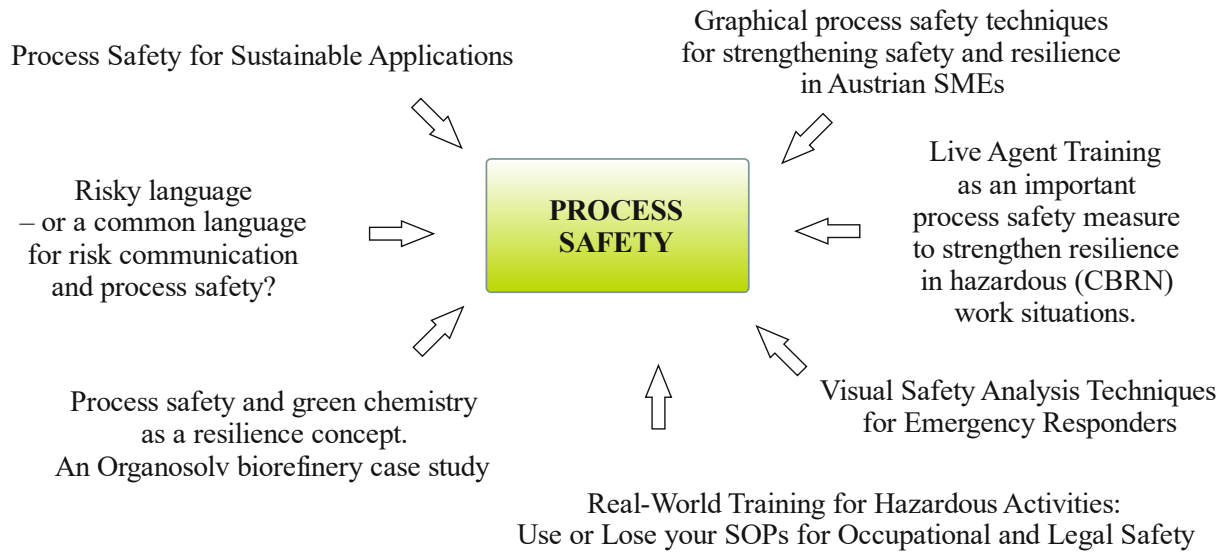 Process Safety for Sustainable Applications
Graphical process safety techniques
for strengthening safety and resilience
in Austrian SMEs
Risky language
– or a common language
for risk communication
and process safety?
PROCESS
SAFETY
Live Agent Training
as an important
process safety measure
to strengthen resilience
in hazardous (CBRN)
work situations.
Process safety and green chemistry
as a resilience concept.
An Organosolv biorefinery case study
Visual Safety Analysis Techniques
for Emergency Responders
Real-World Training for Hazardous Activities:
Use or Lose your SOPs for Occupational and Legal Safety